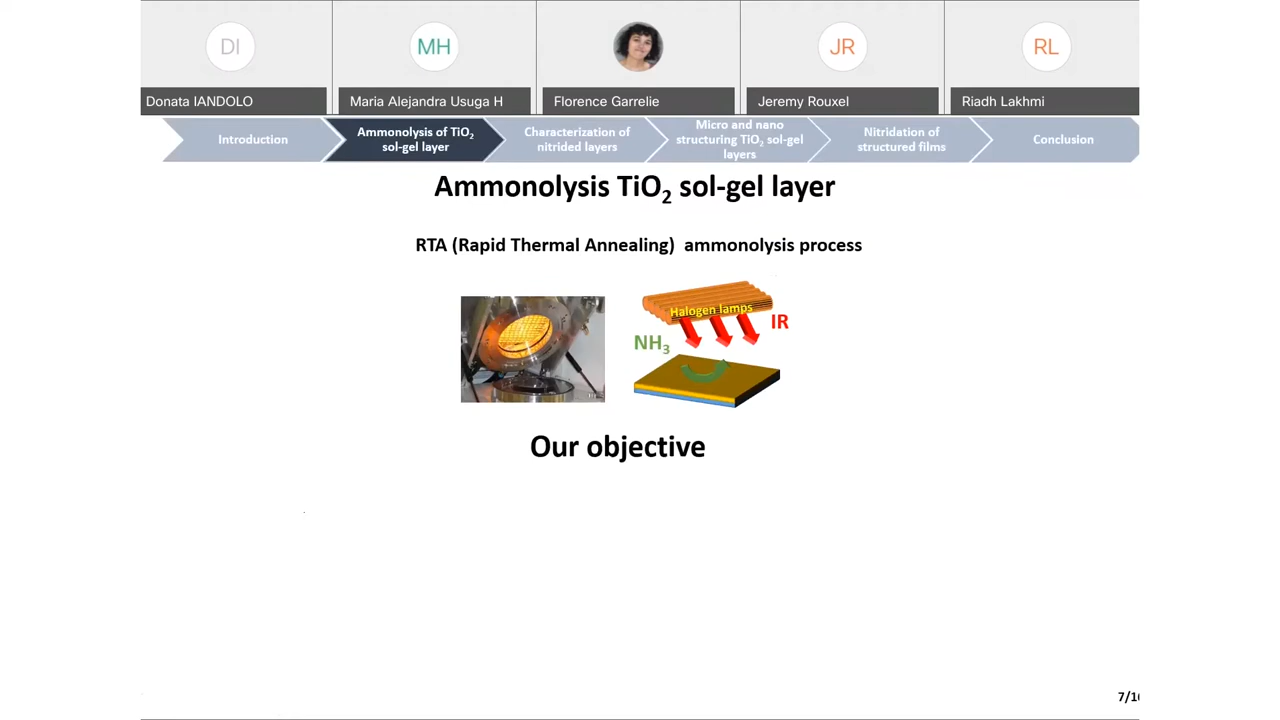 DI
MH
JR
RL
Donata IANDOLO
Maria Alejandra Usuga H
Florence Garrelie
Jeremy Rouxel
Riadh Lakhmi
Introduction
Ammonolysis of TiO₂
sol-gel layer
Characterization of
nitrided layers
Micro and nano
structuring TiO₂ sol-gel
layers
Nitridation of
structured films
Conclusion
Ammonolysis TiO₂ sol-gel layer
RTA (Rapid Thermal Annealing) ammonolysis process
Halogen lamps
IR
NH₃
Our objective